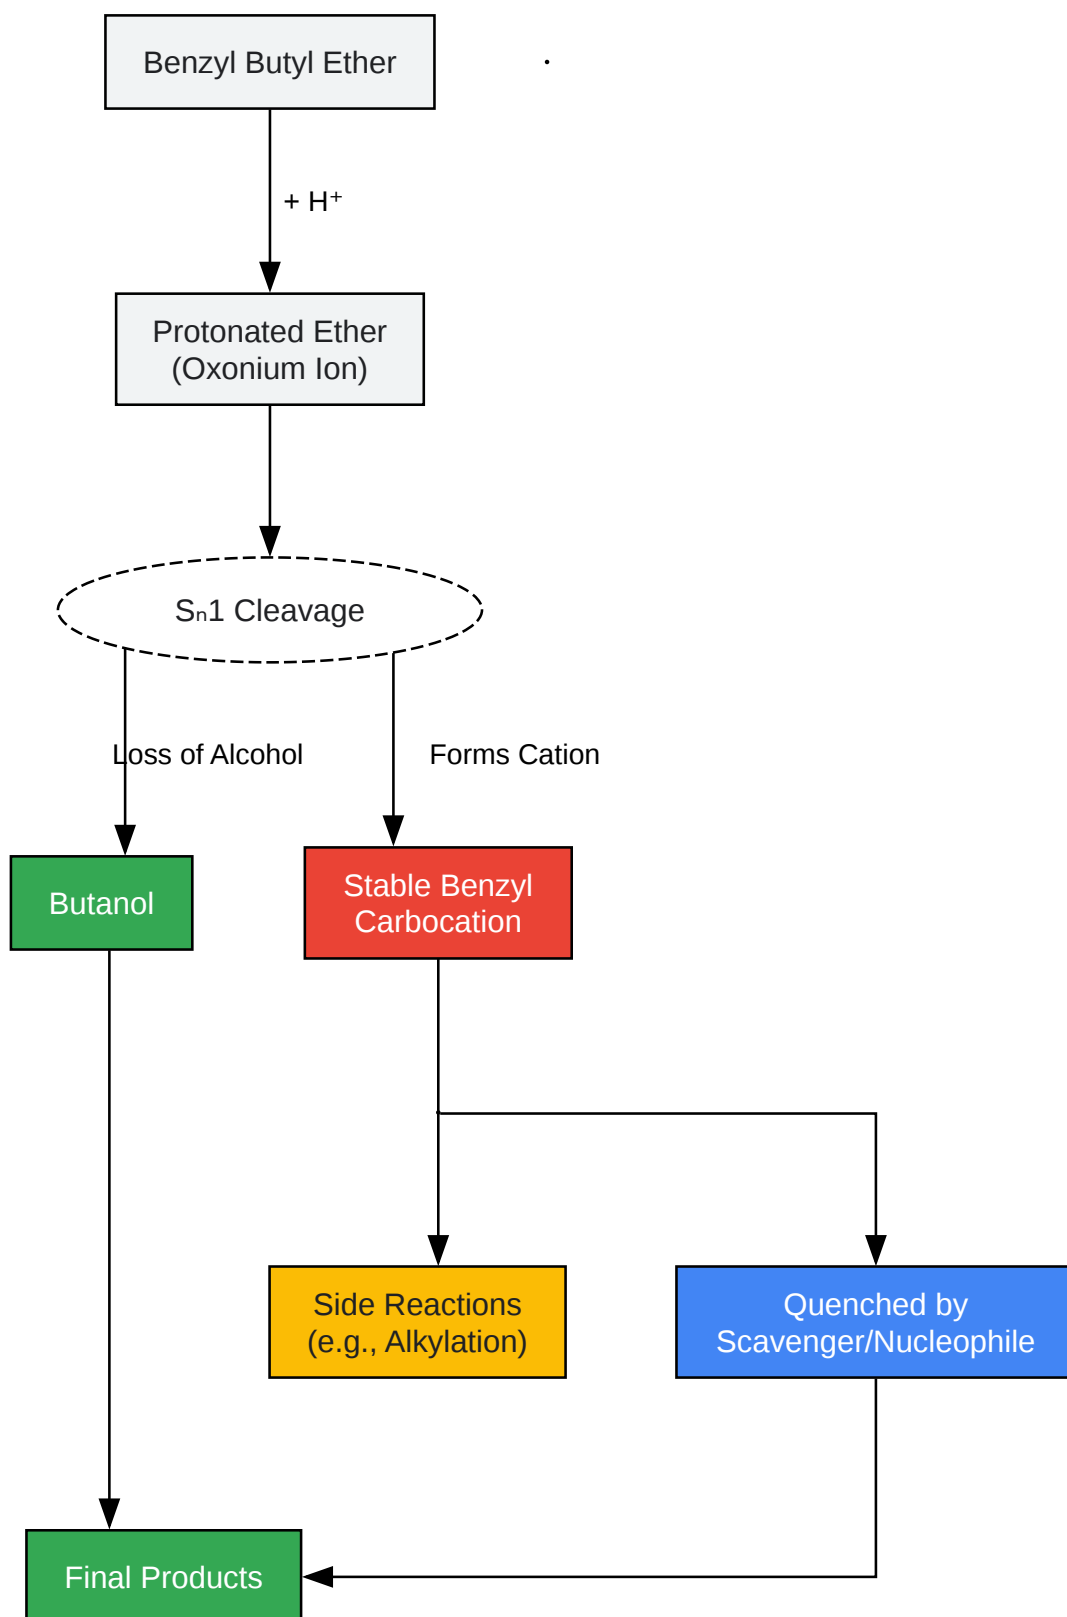 Benzyl Butyl Ether
+ H⁺
Protonated Ether
(Oxonium Ion)
Sₙ1 Cleavage
Loss of Alcohol
Forms Cation
Butanol
Stable Benzyl
Carbocation
Side Reactions
(e.g., Alkylation)
Quenched by
Scavenger/Nucleophile
Final Products